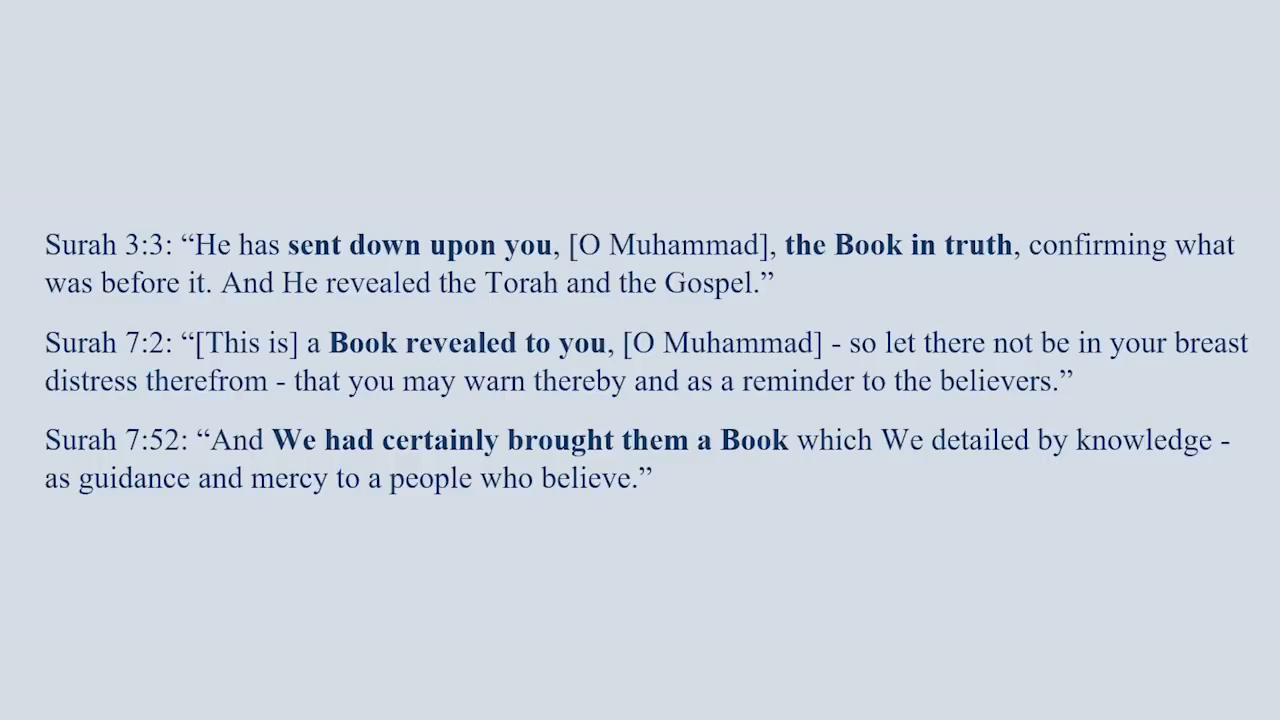 Surah 3:3: “He has sent down upon you, [O Muhammad], the Book in truth, confirming what
was before it. And He revealed the Torah and the Gospel.”
Surah 7:2: “[This is] a Book revealed to you, [O Muhammad] - so let there not be in your breast
distress therefrom - that you may warn thereby and as a reminder to the believers.”
Surah 7:52: “And We had certainly brought them a Book which We detailed by knowledge -
as guidance and mercy to a people who believe.”